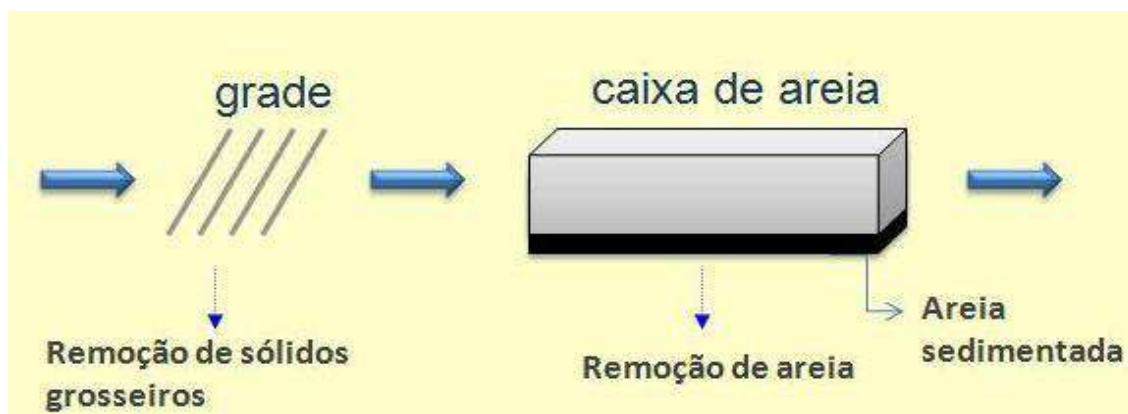 grade
caixa de areia
Remoção de sólidos
grosseiros
Remoção de areia
Areia
sedimentada